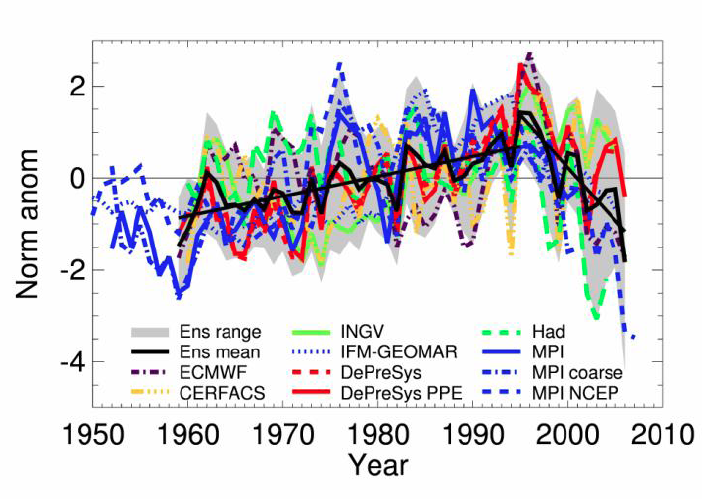 2
0
-2
-4
Norm anom
Ens range
Ens mean
ECMWF
CERFACS
INGV
IFM-GEOMAR
DePreSys
DePreSys PPE
Had
MPI
MPI coarse
MPI NCEP
1950 1960 1970 1980 1990 2000 2010
Year